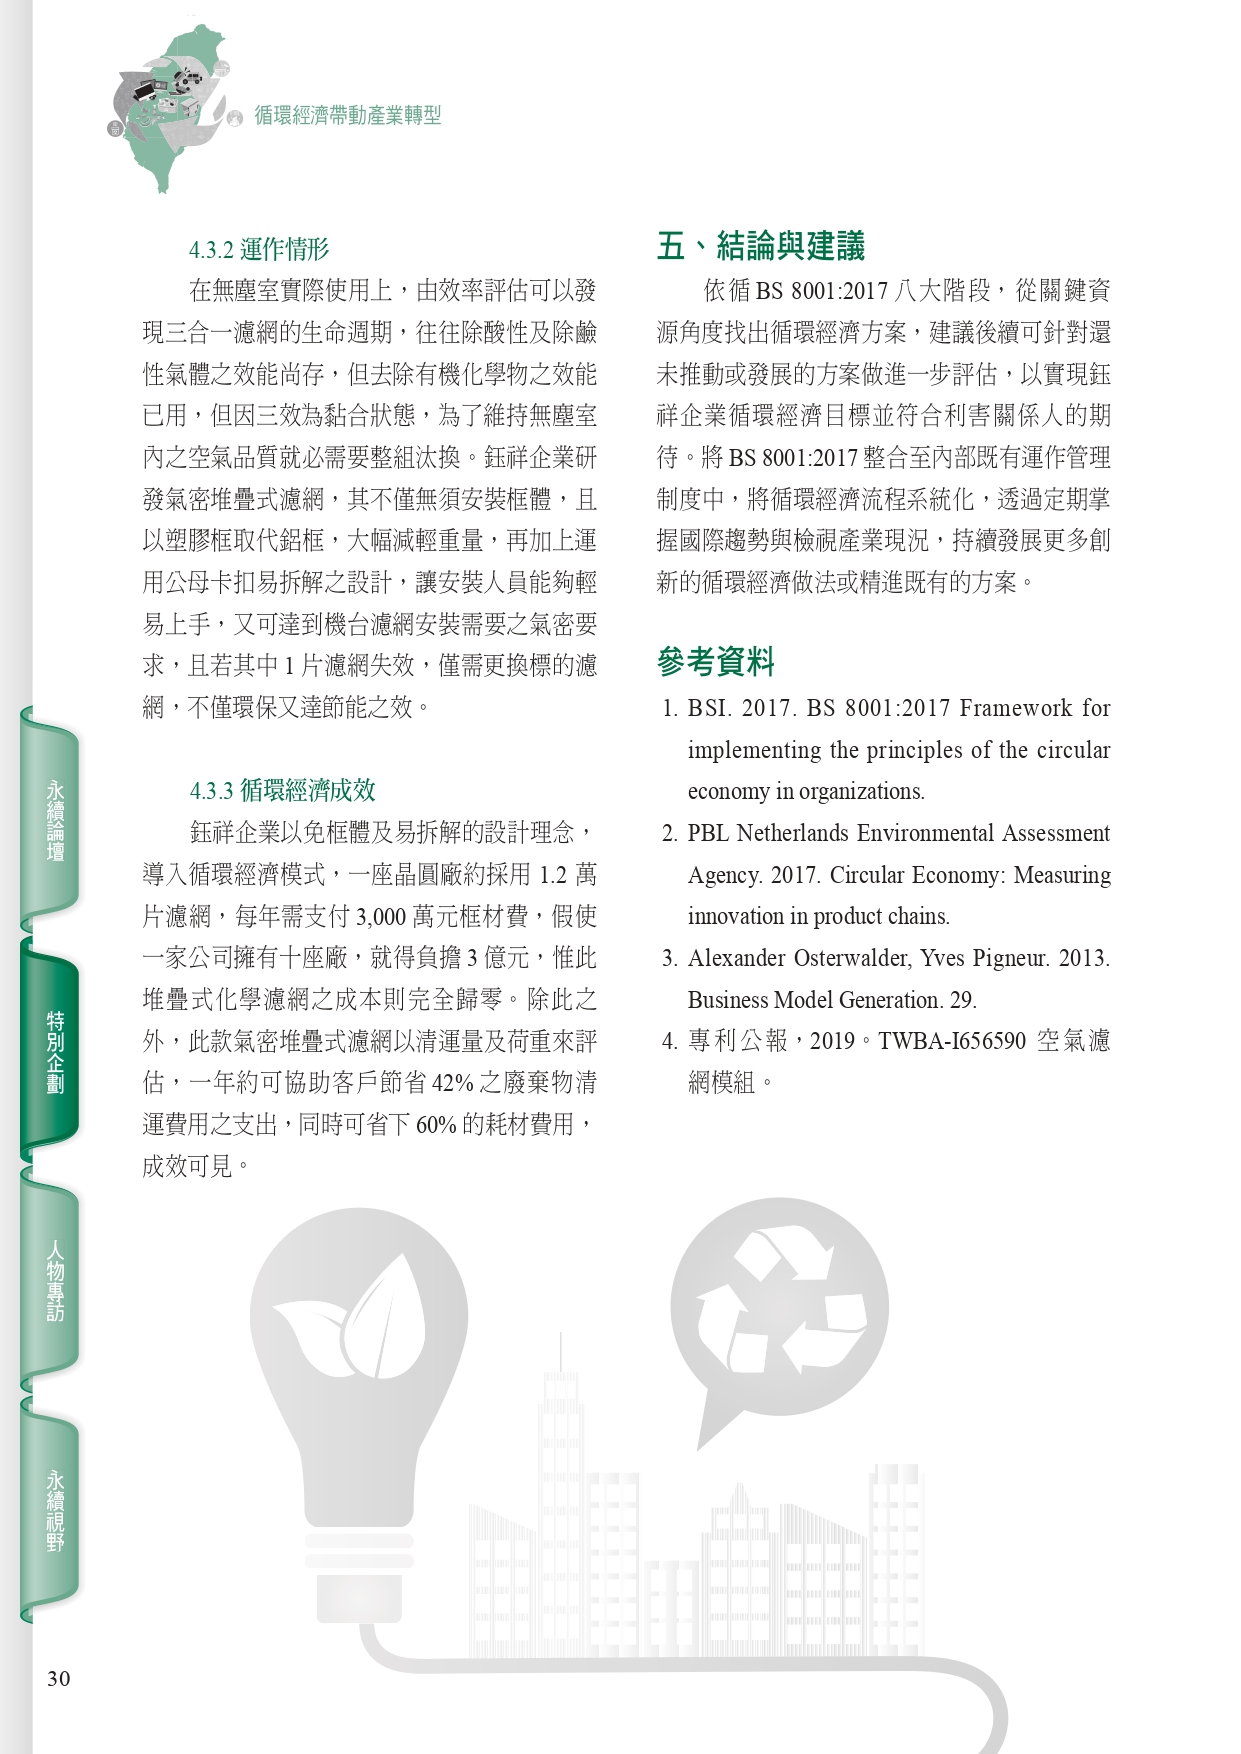 循環經濟帶動產業轉型
4.3.2 運作情形
在無塵室實際使用上，由效率評估可以發
現三合一濾網的生命週期，往往除酸性及除鹼
性氣體之效能尚存，但去除有機化學物之效能
已用，但因三效為黏合狀態，為了維持無塵室
內之空氣品質就必需要整組汰換。鈺祥企業研
發氣密堆疊式濾網，其不僅無須安裝框體，且
以塑膠框取代鋁框，大幅減輕重量，再加上運
用公母卡扣易拆解之設計，讓安裝人員能夠輕
易上手，又可達到機台濾網安裝需要之氣密要
求，且若其中 1 片濾網失效，僅需更換標的濾
網，不僅環保又達節能之效。
4.3.3 循環經濟成效
鈺祥企業以免框體及易拆解的設計理念，
導入循環經濟模式，一座晶圓廠約採用 1.2 萬
片濾網，每年需支付 3,000 萬元框材費，假使
一家公司擁有十座廠，就得負擔 3 億元，惟此
堆疊式化學濾網之成本則完全歸零。除此之
外，此款氣密堆疊式濾網以清運量及荷重來評
估，一年約可協助客戶節省 42% 之廢棄物清
運費用之支出，同時可省下 60% 的耗材費用，
成效可見。
五、結論與建議
依循 BS 8001:2017 八大階段，從關鍵資
源角度找出循環經濟方案，建議後續可針對還
未推動或發展的方案做進一步評估，以實現鈺
祥企業循環經濟目標並符合利害關係人的期
待。將 BS 8001:2017 整合至內部既有運作管理
制度中，將循環經濟流程系統化，透過定期掌
握國際趨勢與檢視產業現況，持續發展更多創
新的循環經濟做法或精進既有的方案。
參考資料
1. BSI. 2017. BS 8001:2017 Framework for
implementing the principles of the circular
economy in organizations.
2. PBL Netherlands Environmental Assessment
Agency. 2017. Circular Economy: Measuring
innovation in product chains.
3. Alexander Osterwalder, Yves Pigneur. 2013.
Business Model Generation. 29.
4. 專利公報，2019。TWBA-I656590 空氣濾
網模組。
永續論壇
特別企劃
人物專訪
永續視野
30